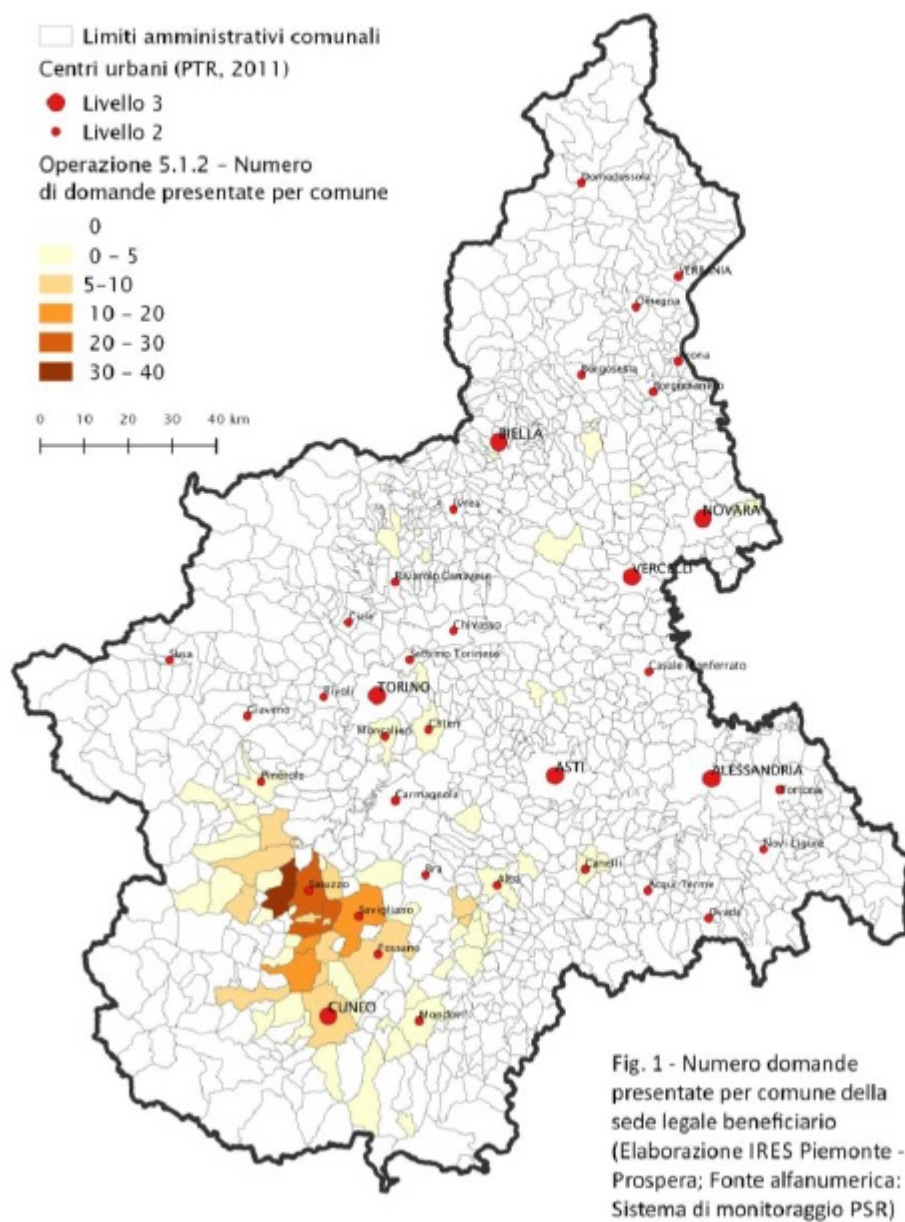 Limiti amministrativi comunali
Centri urbani (PTR, 2011)
Livello 3
Livello 2
Operazione 5.1.2 – Numero
di domande presentate per comune
0
0 – 5
5-10
10 – 20
20 – 30
30 – 40
0 10 20 30 40 km
Domodossola
VERBANIA
Omegna
Arona
Borgosesia
Borgomanero
BIELLA
Ivrea
NOVARA
VERCELLI
Rivarolo Canavese
Cirié
Chivasso
Settimo Torinese
Susa
Casale Monferrato
Rivoli
TORINO
Giaveno
Chieri
Moncalieri
ASTI
ALESSANDRIA
Pinerolo
Tortona
Carmagnola
Novi Ligure
Bra
Canelli
Saluzzo
Alba
Acqui Terme
Savigliano
Ovada
Fossano
CUNEO
Mondovì
Fig. 1 - Numero domande
presentate per comune della
sede legale beneficiario
(Elaborazione IRES Piemonte -
Prospera; Fonte alfanumerica:
Sistema di monitoraggio PSR)